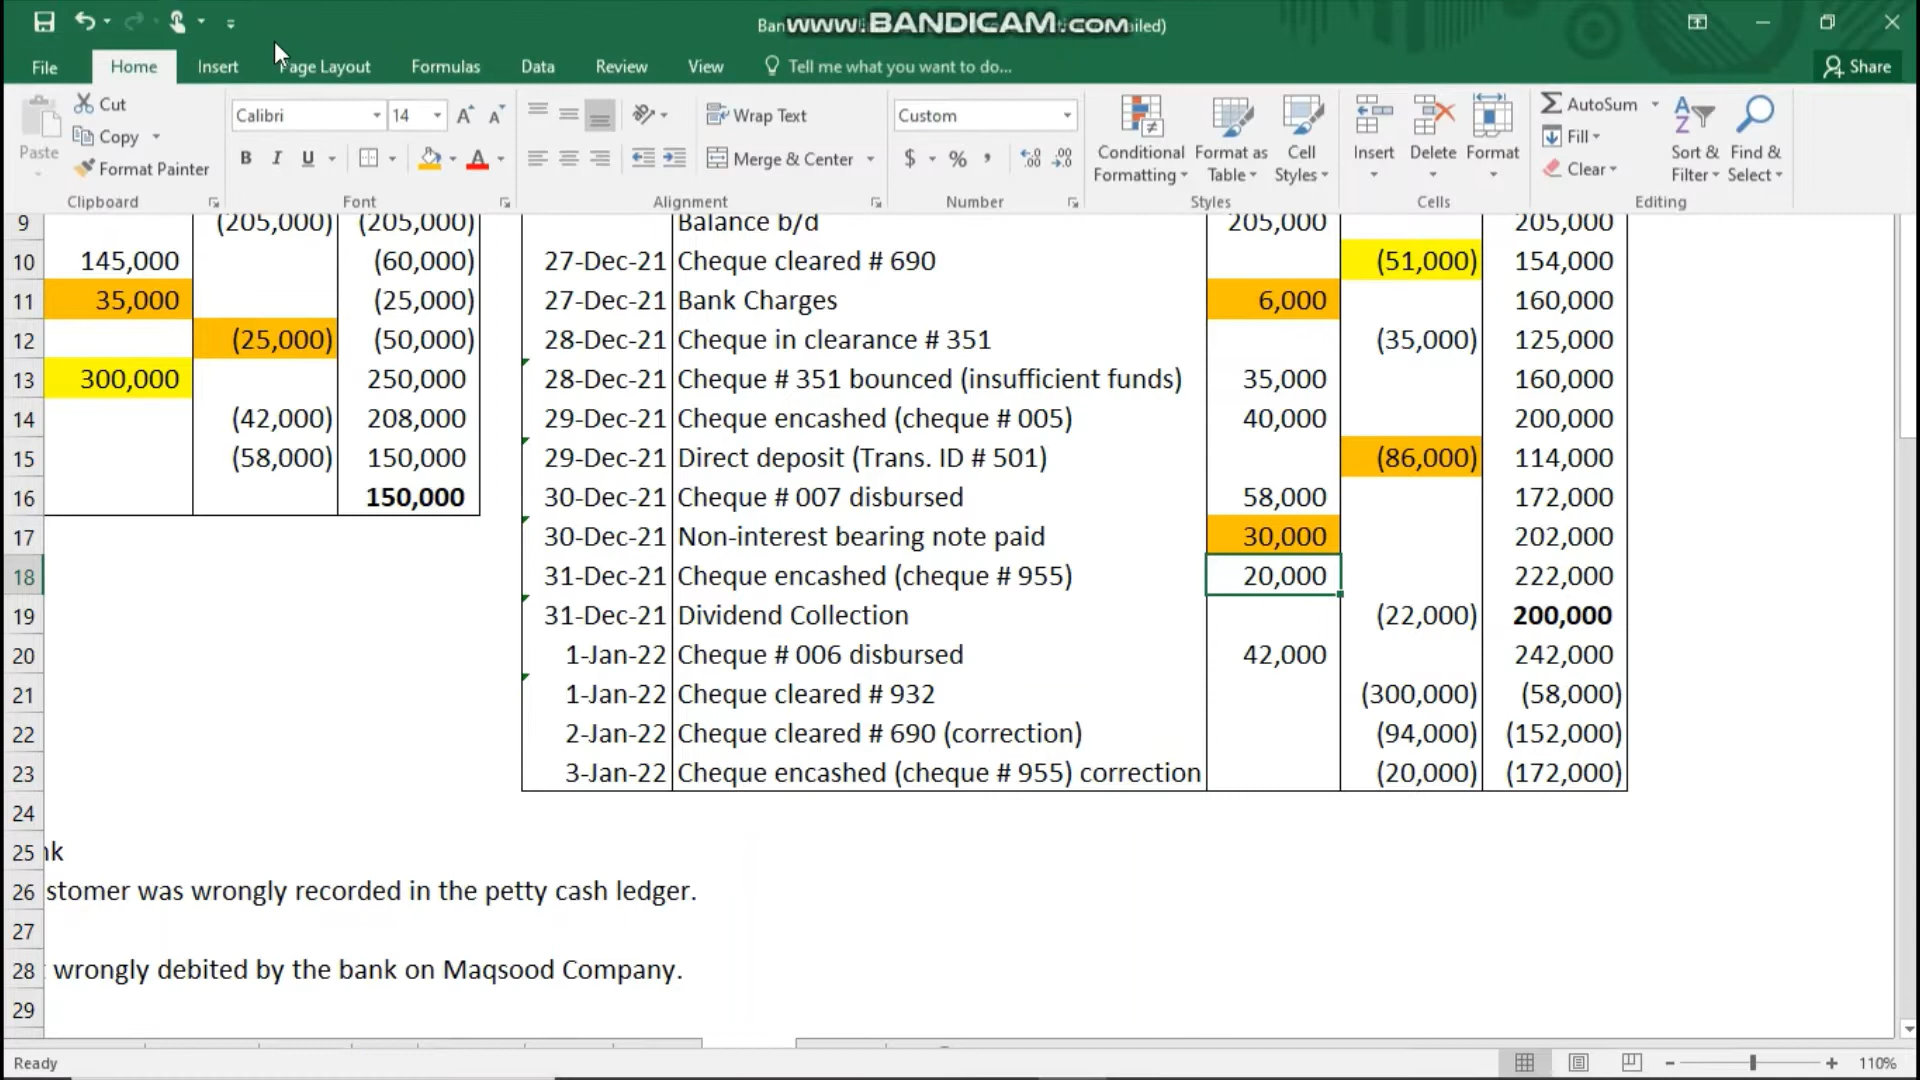 Ban www.BANDICAM.com iled)
File Home Insert Page Layout Formulas Data Review View Tell me what you want to do... Share
Paste Cut Copy Format Painter
Calibri 14 B I U
Wrap Text Merge & Center
Custom $ % , .00
Conditional Formatting Format as Table Cell Styles
Insert Delete Format
AutoSum Fill Clear Sort & Filter Find & Select
Clipboard Font Alignment Number Styles Cells Editing
9 (205,000) (205,000) Balance b/d 205,000 205,000
10 145,000 (60,000) 27-Dec-21 Cheque cleared # 690 (51,000) 154,000
11 35,000 (25,000) 27-Dec-21 Bank Charges 6,000 160,000
12 (25,000) (50,000) 28-Dec-21 Cheque in clearance # 351 (35,000) 125,000
13 300,000 250,000 28-Dec-21 Cheque # 351 bounced (insufficient funds) 35,000 160,000
14 (42,000) 208,000 29-Dec-21 Cheque encashed (cheque # 005) 40,000 200,000
15 (58,000) 150,000 29-Dec-21 Direct deposit (Trans. ID # 501) (86,000) 114,000
16 150,000 30-Dec-21 Cheque # 007 disbursed 58,000 172,000
17 30-Dec-21 Non-interest bearing note paid 30,000 202,000
18 31-Dec-21 Cheque encashed (cheque # 955) 20,000 222,000
19 31-Dec-21 Dividend Collection (22,000) 200,000
20 1-Jan-22 Cheque # 006 disbursed 42,000 242,000
21 1-Jan-22 Cheque cleared # 932 (300,000) (58,000)
22 2-Jan-22 Cheque cleared # 690 (correction) (94,000) (152,000)
23 3-Jan-22 Cheque encashed (cheque # 955) correction (20,000) (172,000)
24
25 nk
26 stomer was wrongly recorded in the petty cash ledger.
27
28 wrongly debited by the bank on Maqsood Company.
29
Ready 110%